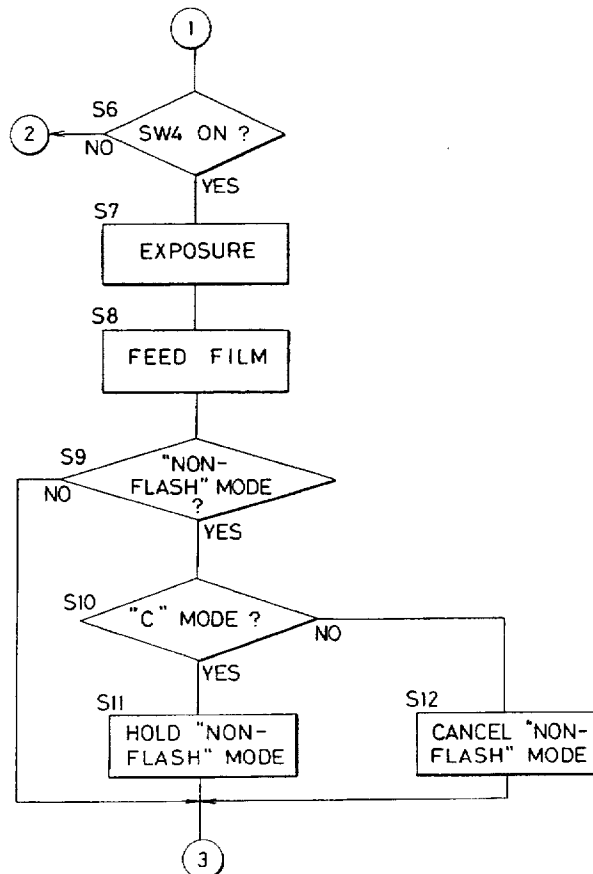 1
S6
2
SW4 ON ?
NO
YES
S7
EXPOSURE
S8
FEED FILM
S9
"NON-
FLASH" MODE
?
NO
YES
S10
"C" MODE ?
NO
YES
S11
HOLD "NON-
FLASH" MODE
S12
CANCEL "NON-
FLASH" MODE
3